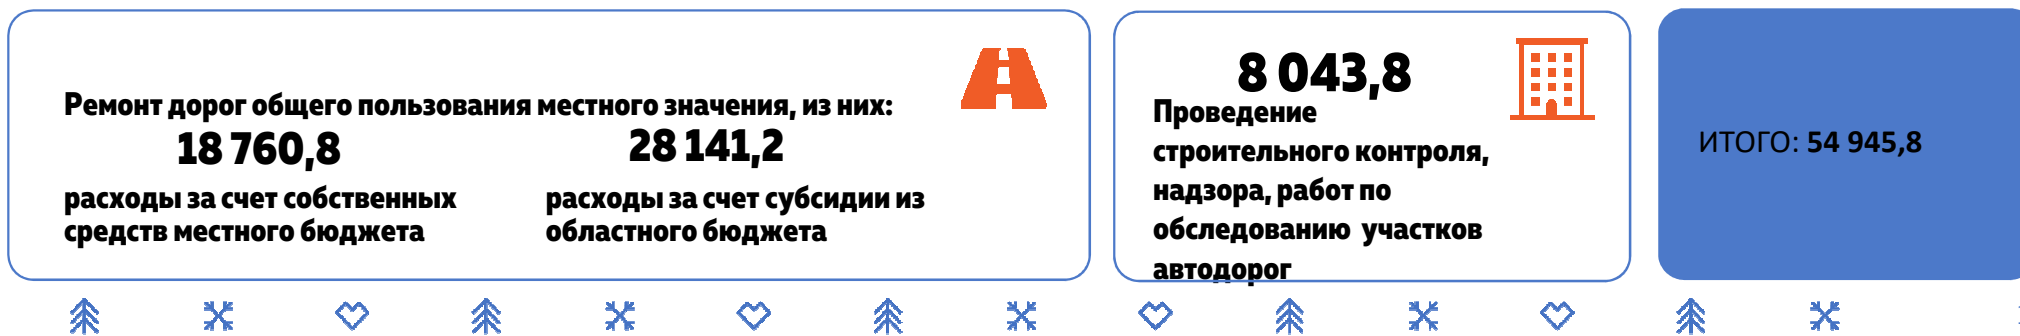 Ремонт дорог общего пользования местного значения, из них:
18 760,8
расходы за счет собственных
средств местного бюджета
28 141,2
расходы за счет субсидии из
областного бюджета
8 043,8
Проведение
строительного контроля,
надзора, работ по
обследованию участков
автодорог
ИТОГО: 54 945,8